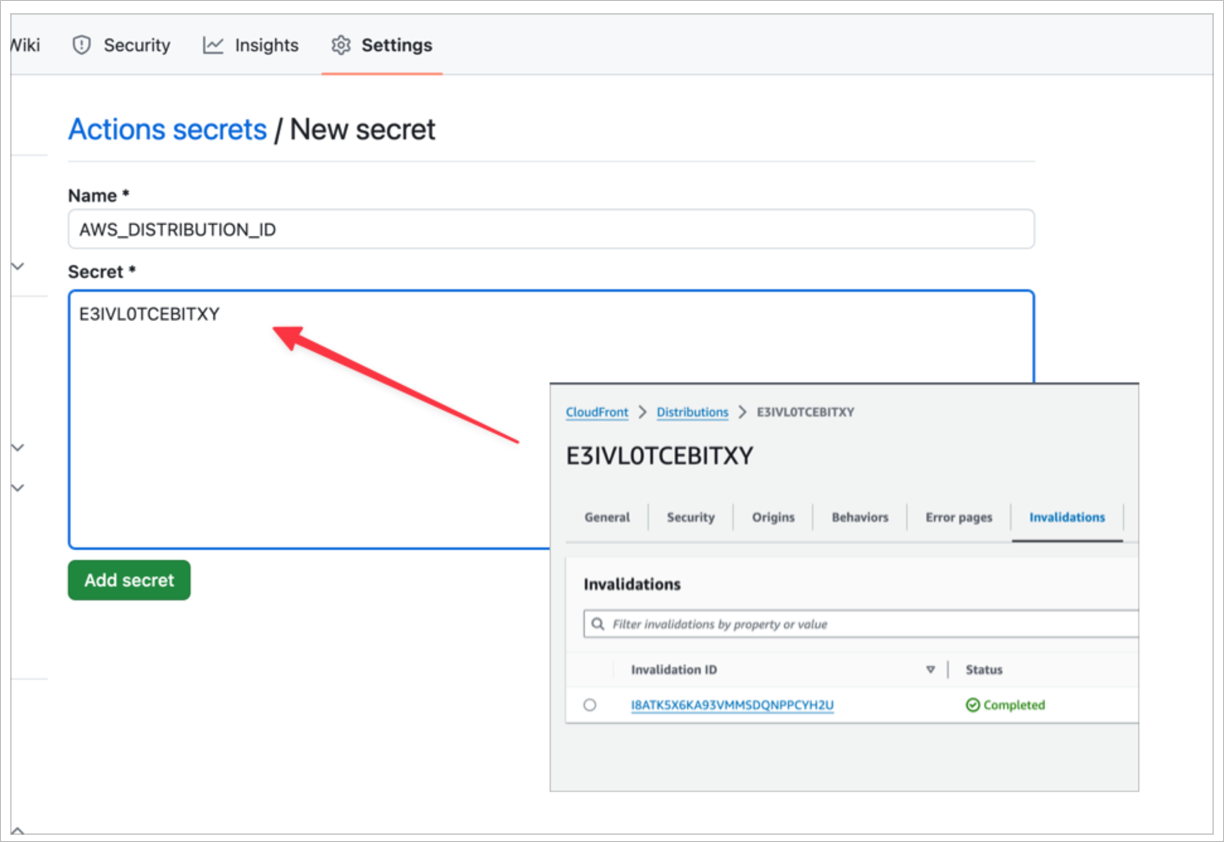 Wiki Security Insights Settings
Actions secrets / New secret
Name *
AWS_DISTRIBUTION_ID
Secret *
E3IVL0TCEBITXY
Add secret
CloudFront > Distributions > E3IVL0TCEBITXY
E3IVL0TCEBITXY
General Security Origins Behaviors Error pages Invalidations
Invalidations
Filter invalidations by property or value
Invalidation ID Status
I8ATK5X6KA93VMMSDQNPPCYH2U Completed